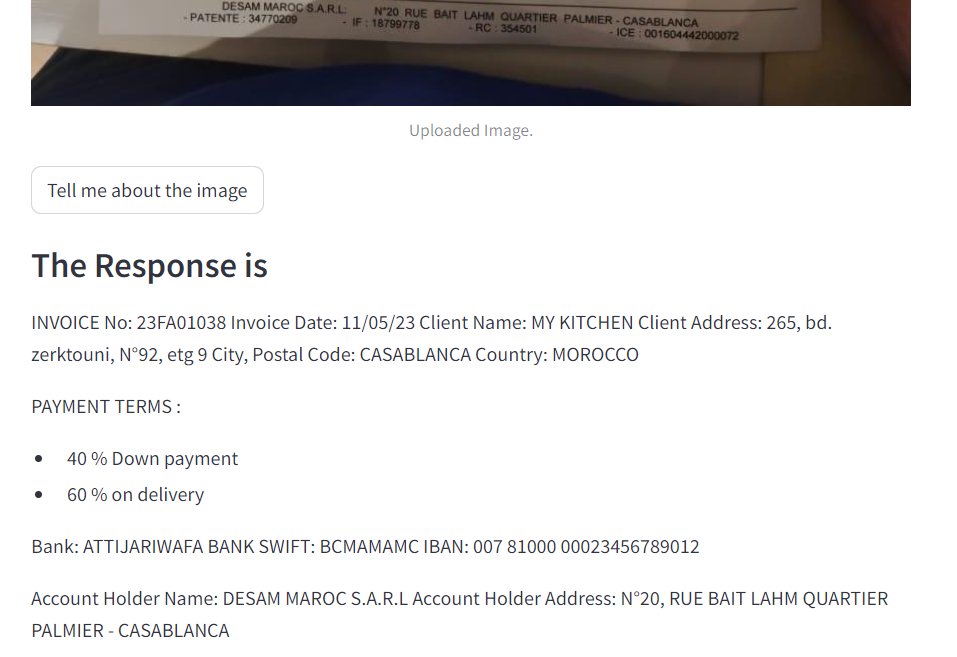 DESAM MAROC S.A.R.L: N°20 RUE BAIT LAHM QUARTIER PALMIER - CASABLANCA
- PATENTE : 34770209 - IF : 18799778 - RC : 354501 - ICE : 001604442000072
Uploaded Image.
Tell me about the image
The Response is
INVOICE No: 23FA01038 Invoice Date: 11/05/23 Client Name: MY KITCHEN Client Address: 265, bd.
zerktouni, N°92, etg 9 City, Postal Code: CASABLANCA Country: MOROCCO
PAYMENT TERMS :
• 40 % Down payment
• 60 % on delivery
Bank: ATTIJARIWAFA BANK SWIFT: BCMAMAMC IBAN: 007 81000 00023456789012
Account Holder Name: DESAM MAROC S.A.R.L Account Holder Address: N°20, RUE BAIT LAHM QUARTIER
PALMIER - CASABLANCA